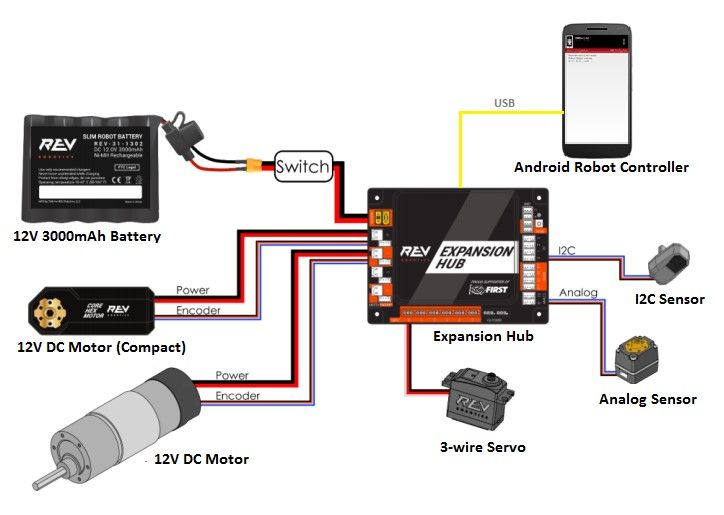 USB
Android Robot Controller
REV
ROBOTICS
SLIM ROBOT BATTERY
REV-31-1302
DC 12.0V 3000mAh
Ni-MH Rechargeable
Switch
12V 3000mAh Battery
REV
ROBOTICS
EXPANSION
HUB
PROUD SUPPORTER OF
FIRST
I2C
I2C Sensor
Power
Encoder
CORE
HEX
MOTOR
REV
ROBOTICS
12V DC Motor (Compact)
Analog
Analog Sensor
Expansion Hub
Power
Encoder
12V DC Motor
REV
ROBOTICS
3-wire Servo